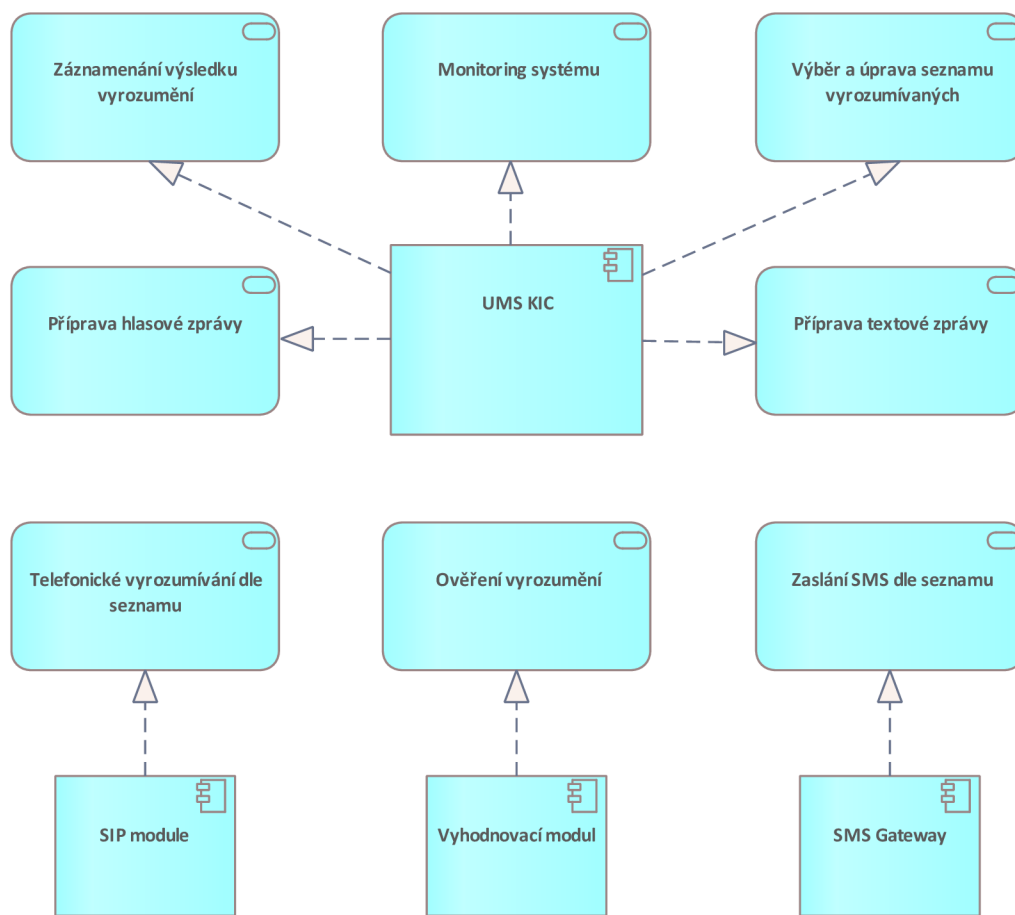 Záznamenání výsledku
vyrozumění
Monitoring systému
Výběr a úprava seznamu
vyrozumívaných
UMS KIC
Příprava hlasové zprávy
Příprava textové zprávy
Telefonické vyrozumívání dle
seznamu
Ověření vyrozumění
Zaslání SMS dle seznamu
SIP module
Vyhodnovací modul
SMS Gateway